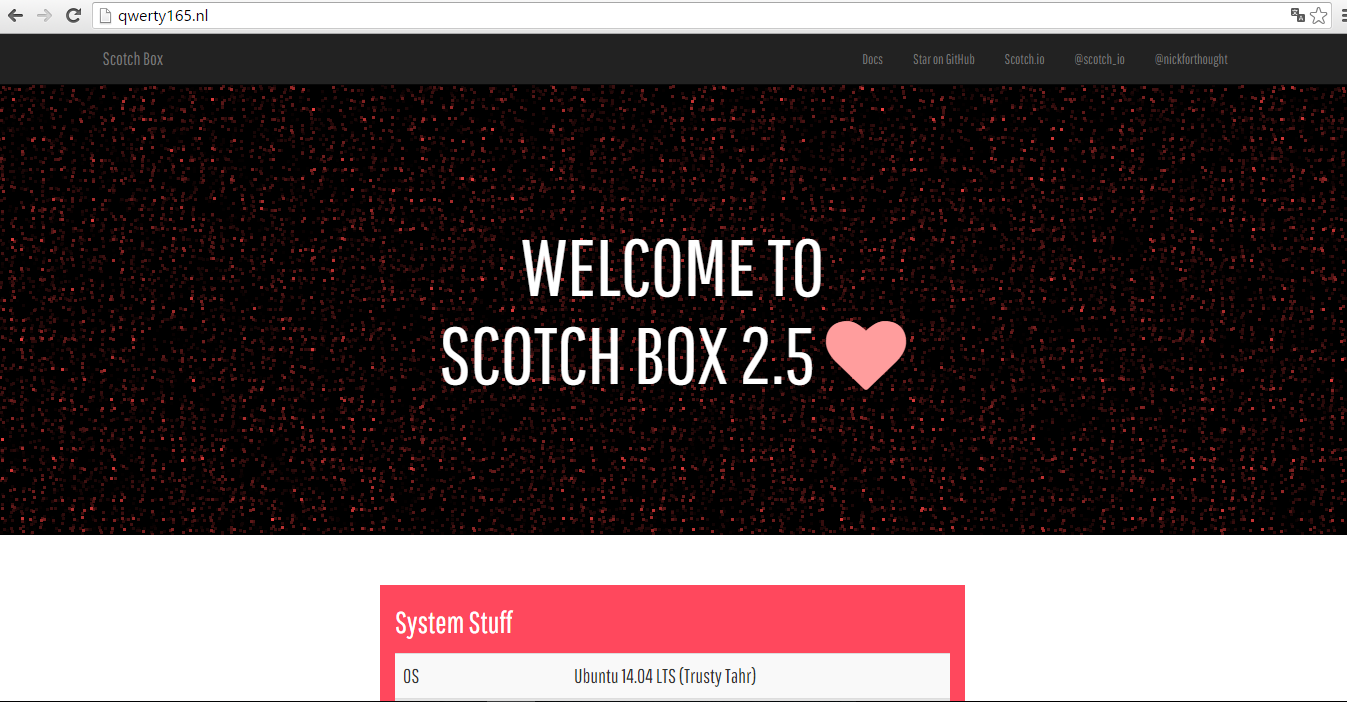 qwerty165.nl
Scotch Box Docs Star on GitHub Scotch.io @scotch_io @nickforthought
WELCOME TO
SCOTCH BOX 2.5
System Stuff
OS Ubuntu 14.04 LTS (Trusty Tahr)